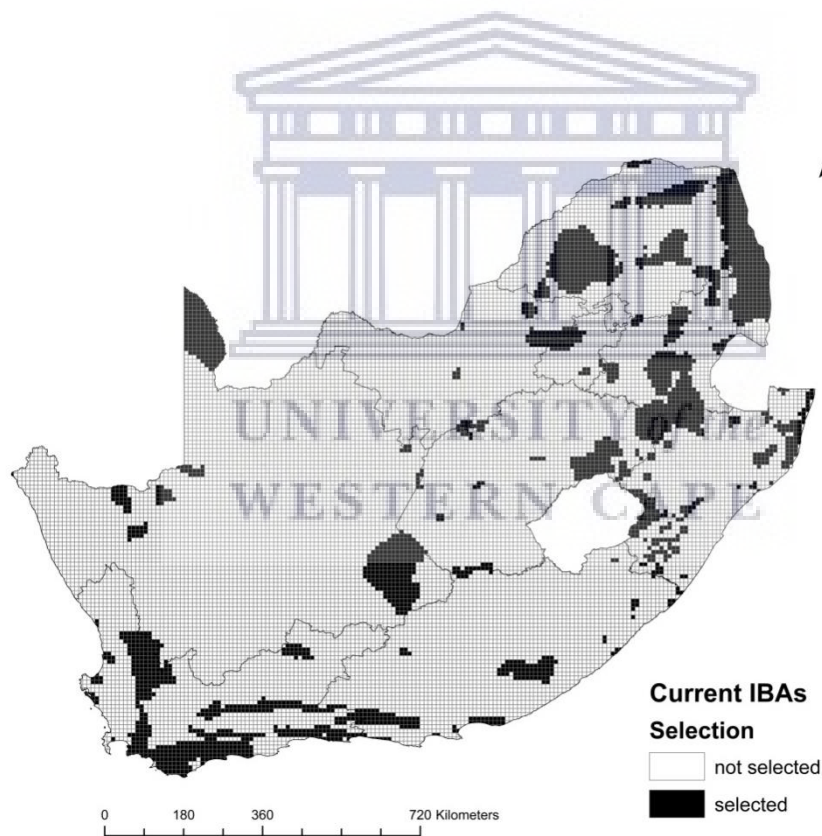 UNIVERSITY of the
WESTERN CAPE
Current IBAs
Selection
not selected
selected
0 180 360 720 Kilometers